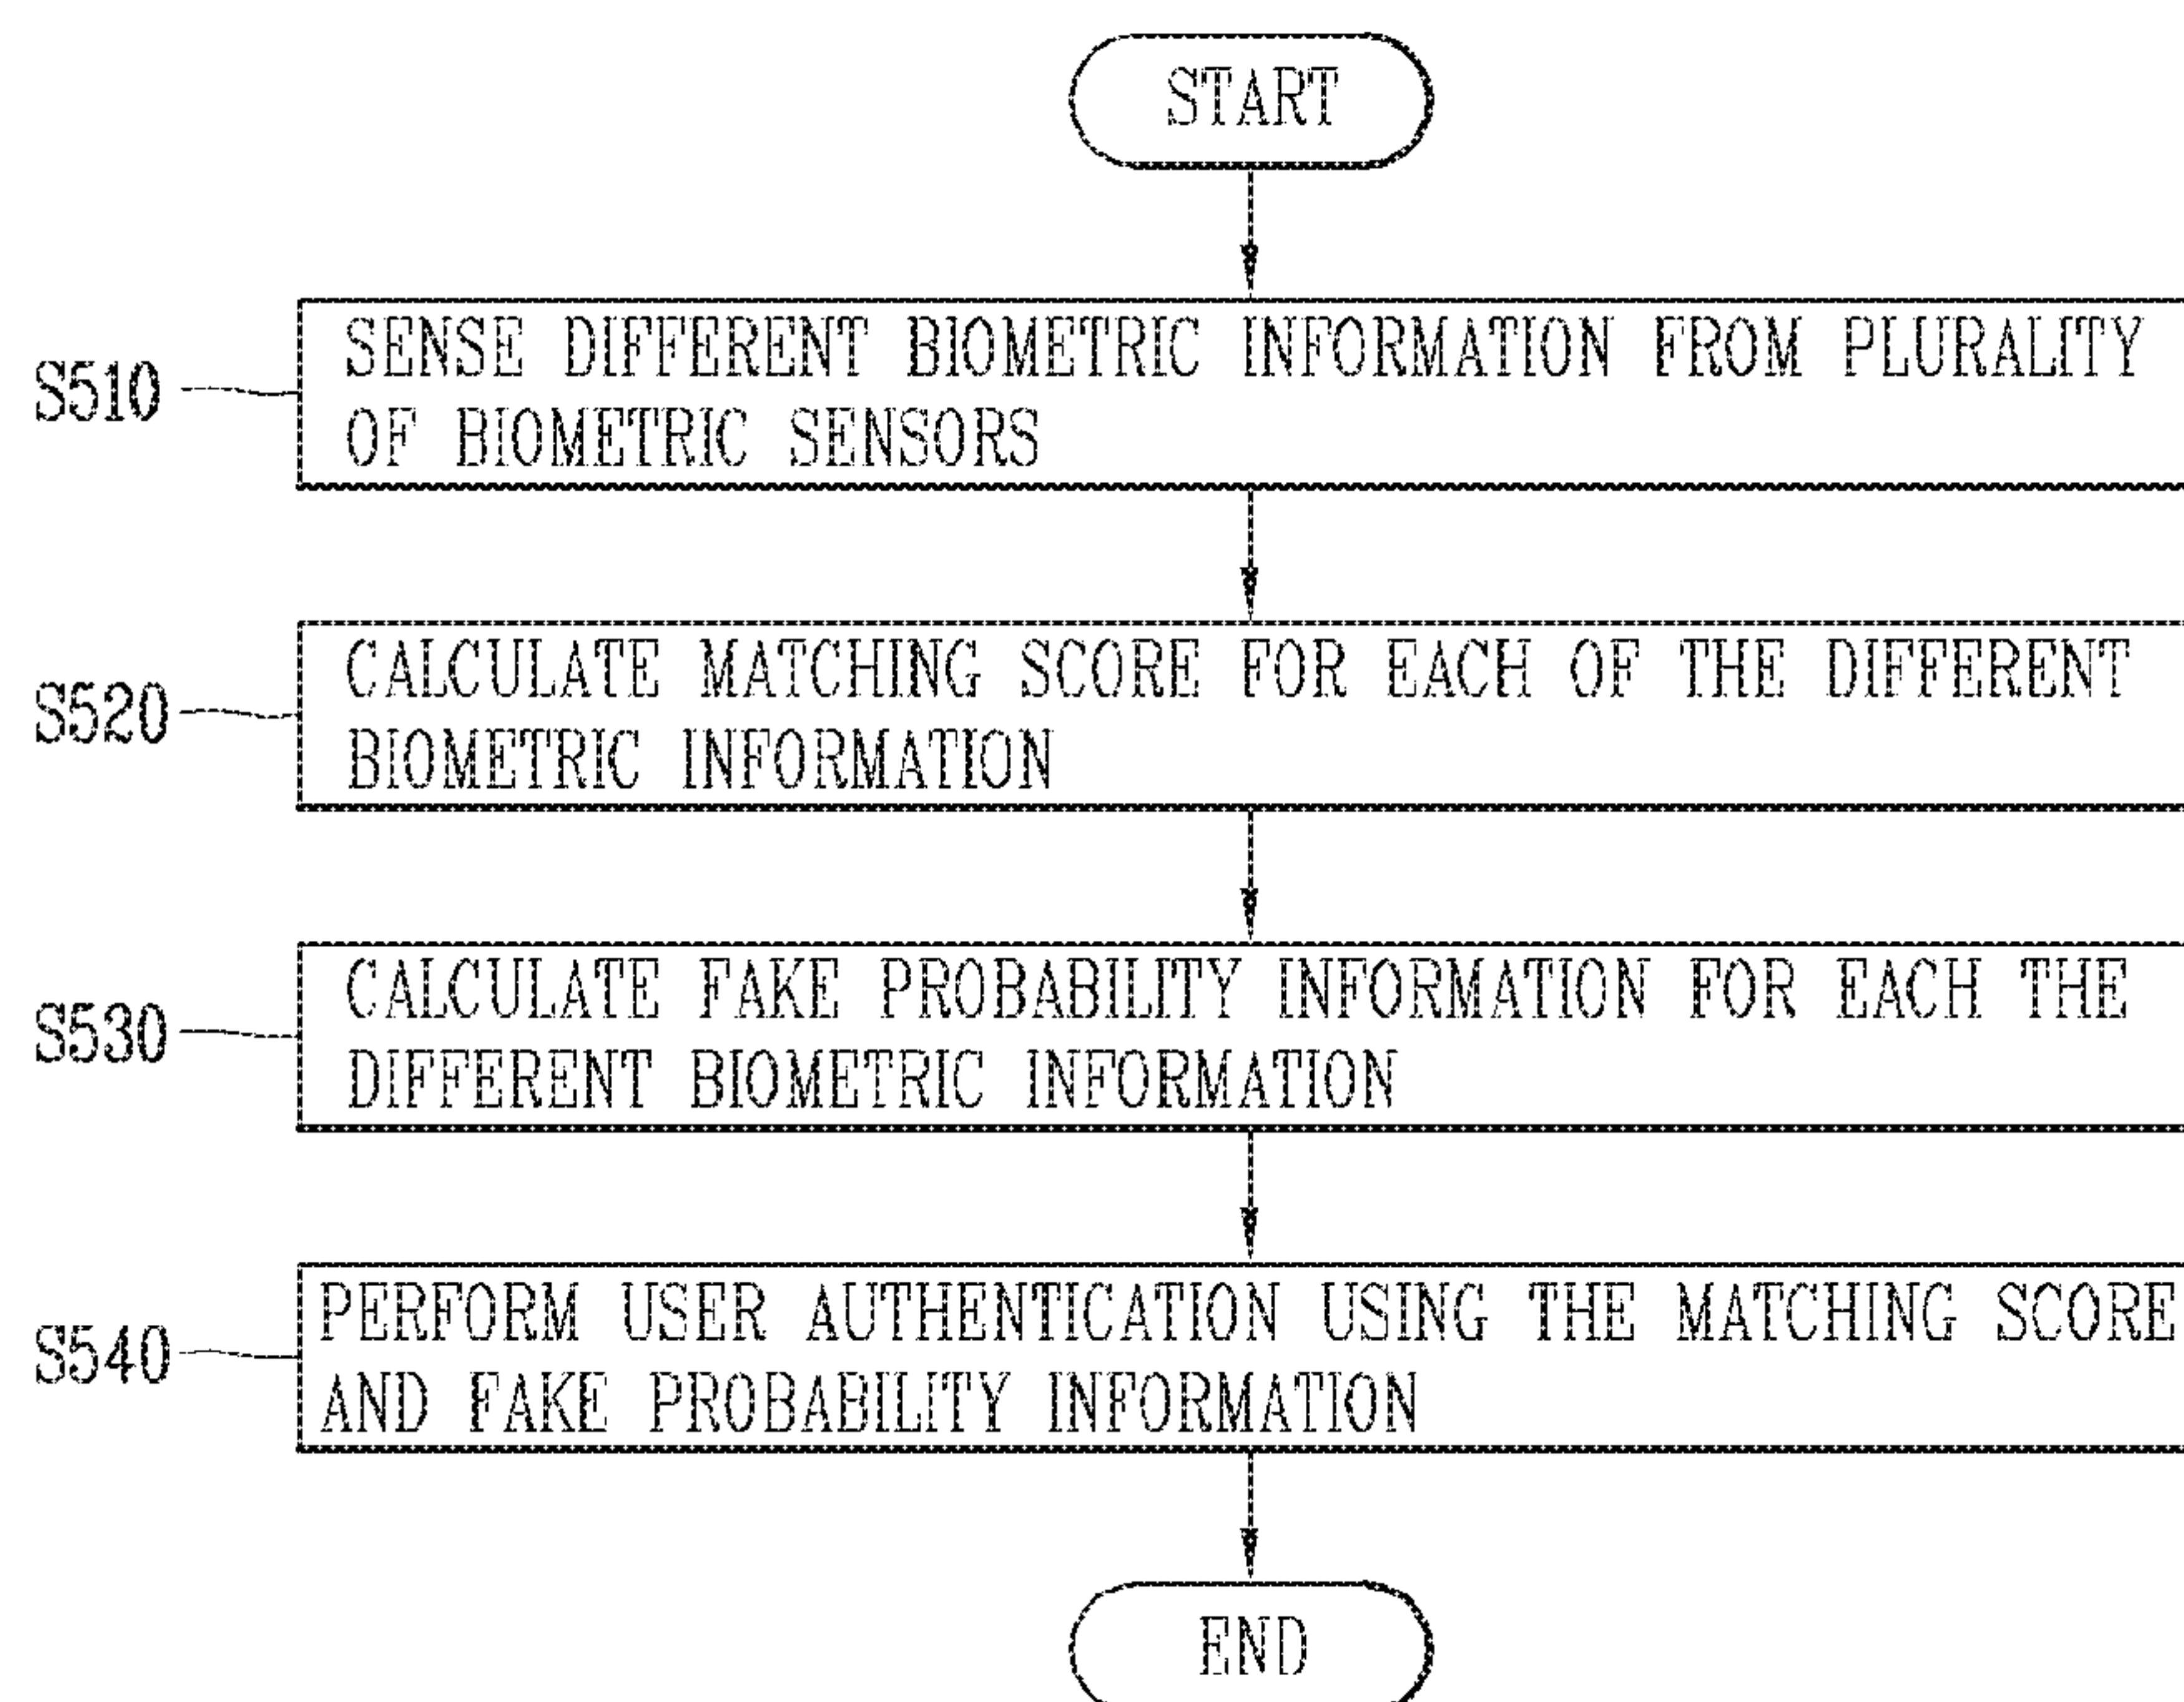 START
S510
SENSE DIFFERENT BIOMETRIC INFORMATION FROM PLURALITY
OF BIOMETRIC SENSORS
S520
CALCULATE MATCHING SCORE FOR EACH OF THE DIFFERENT
BIOMETRIC INFORMATION
S530
CALCULATE FAKE PROBABILITY INFORMATION FOR EACH THE
DIFFERENT BIOMETRIC INFORMATION
S540
PERFORM USER AUTHENTICATION USING THE MATCHING SCORE
AND FAKE PROBABILITY INFORMATION
END